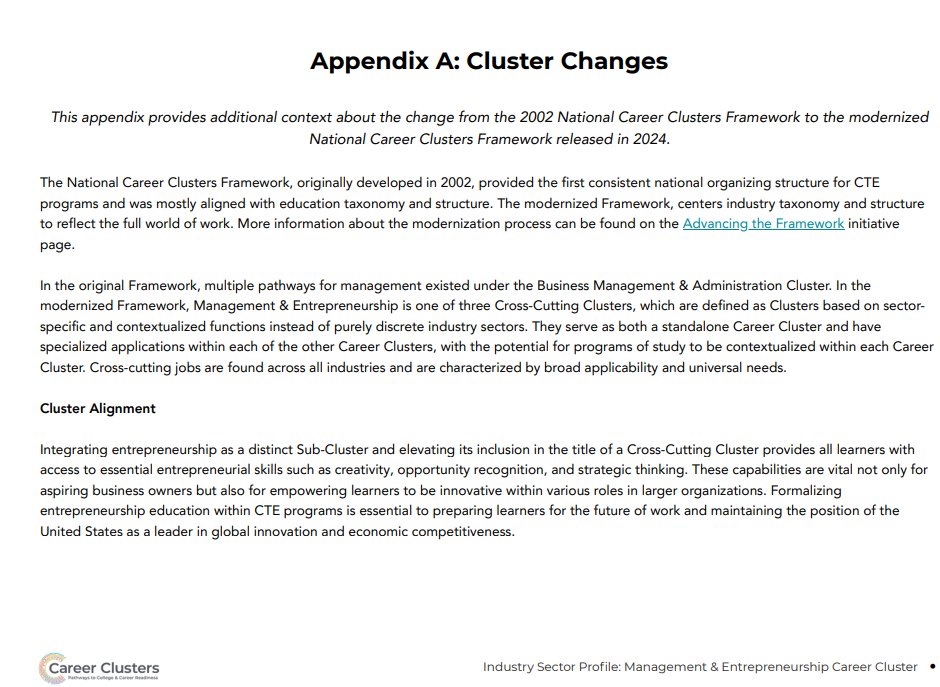 Appendix A: Cluster Changes
This appendix provides additional context about the change from the 2002 National Career Clusters Framework to the modernized
National Career Clusters Framework released in 2024.
The National Career Clusters Framework, originally developed in 2002, provided the first consistent national organizing structure for CTE
programs and was mostly aligned with education taxonomy and structure. The modernized Framework, centers industry taxonomy and structure
to reflect the full world of work. More information about the modernization process can be found on the Advancing the Framework initiative
page.
In the original Framework, multiple pathways for management existed under the Business Management & Administration Cluster. In the
modernized Framework, Management & Entrepreneurship is one of three Cross-Cutting Clusters, which are defined as Clusters based on sector-
specific and contextualized functions instead of purely discrete industry sectors. They serve as both a standalone Career Cluster and have
specialized applications within each of the other Career Clusters, with the potential for programs of study to be contextualized within each Career
Cluster. Cross-cutting jobs are found across all industries and are characterized by broad applicability and universal needs.
Cluster Alignment
Integrating entrepreneurship as a distinct Sub-Cluster and elevating its inclusion in the title of a Cross-Cutting Cluster provides all learners with
access to essential entrepreneurial skills such as creativity, opportunity recognition, and strategic thinking. These capabilities are vital not only for
aspiring business owners but also for empowering learners to be innovative within various roles in larger organizations. Formalizing
entrepreneurship education within CTE programs is essential to preparing learners for the future of work and maintaining the position of the
United States as a leader in global innovation and economic competitiveness.
Career Clusters
Pathways to College & Career Readiness
Industry Sector Profile: Management & Entrepreneurship Career Cluster •